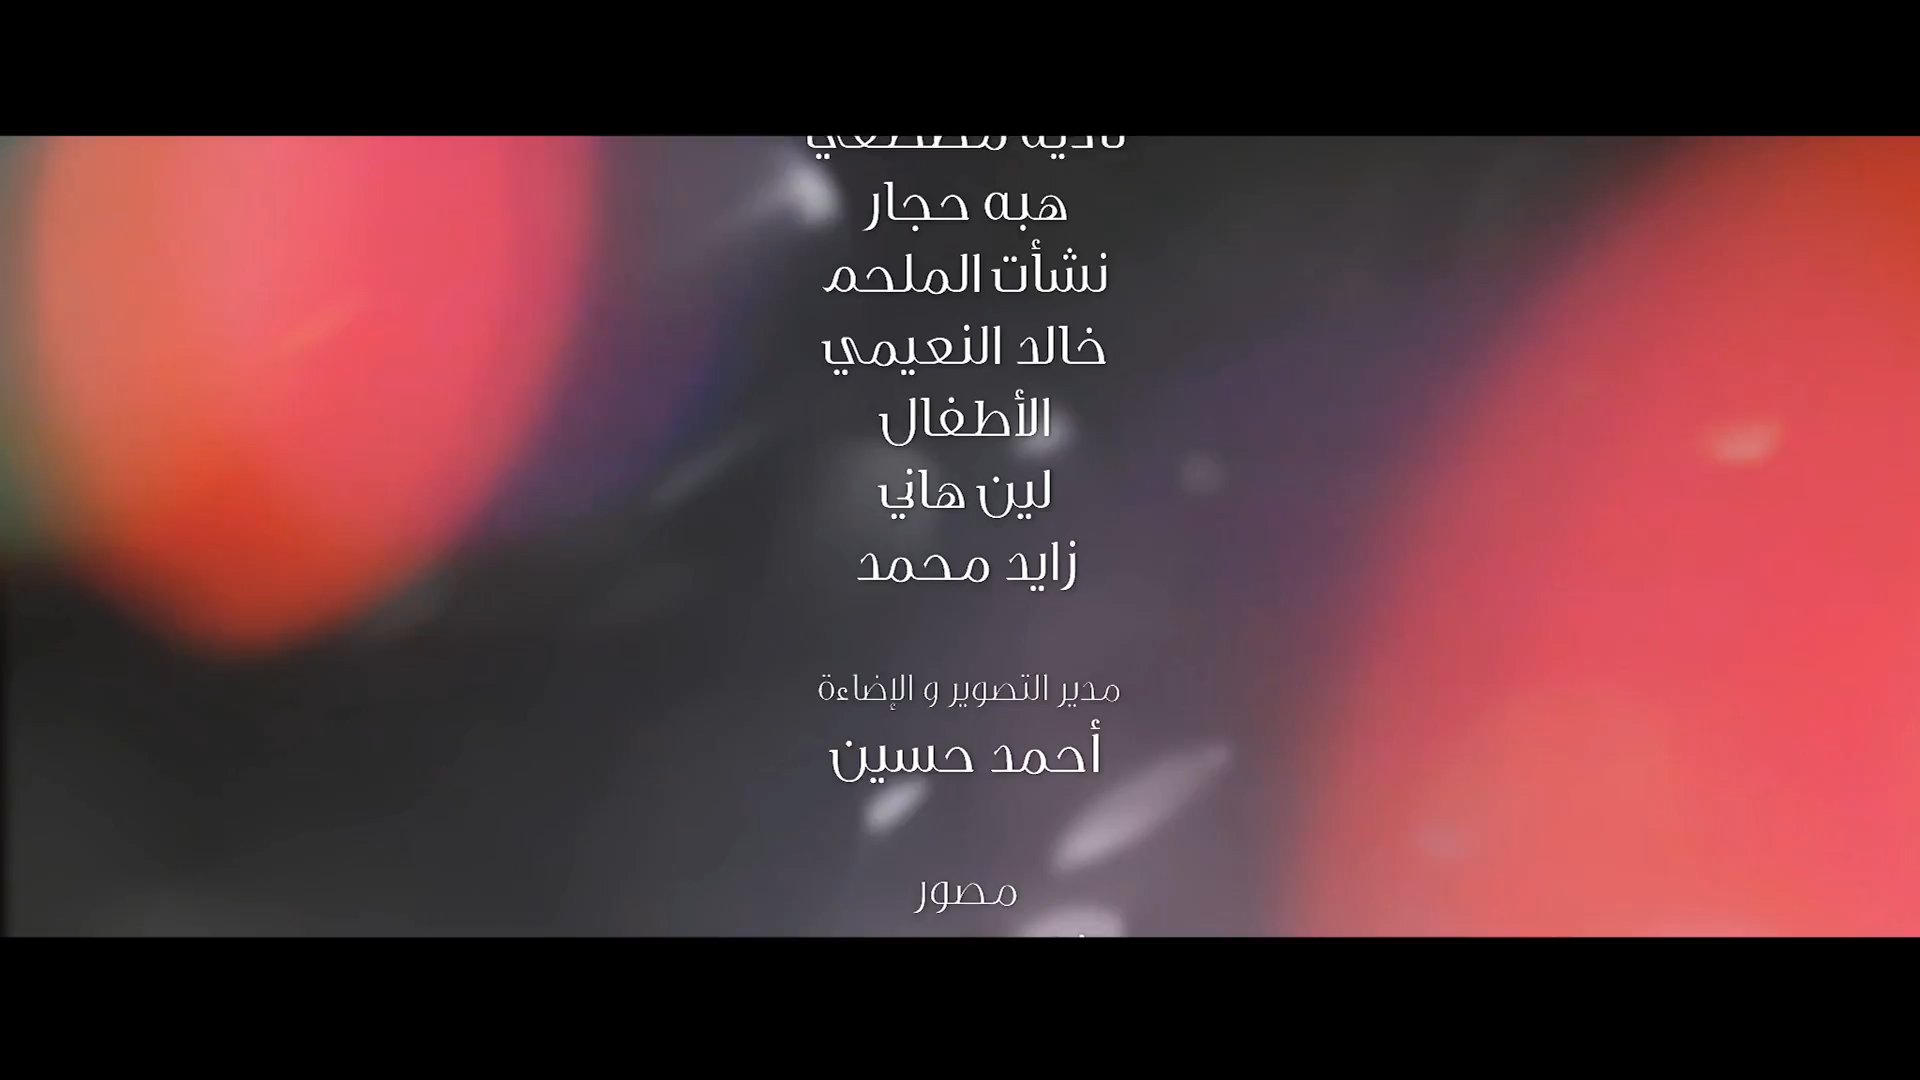 هبه حجار
نشأت الملحم
خالد النعيمي
الأطفال
لين هاني
زايد محمد
مدير التصوير و الإضاءة
أحمد حسين
مصور